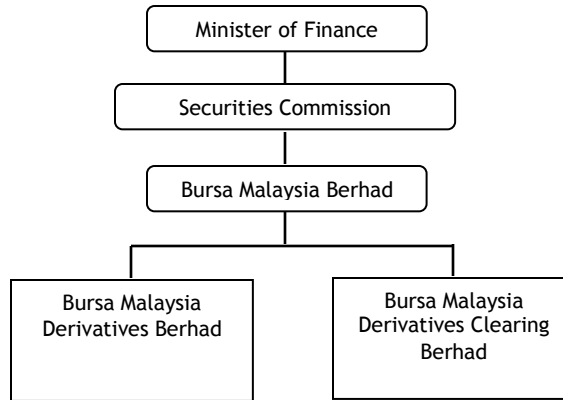 Minister of Finance
Securities Commission
Bursa Malaysia Berhad
Bursa Malaysia
Derivatives Berhad
Bursa Malaysia
Derivatives Clearing
Berhad